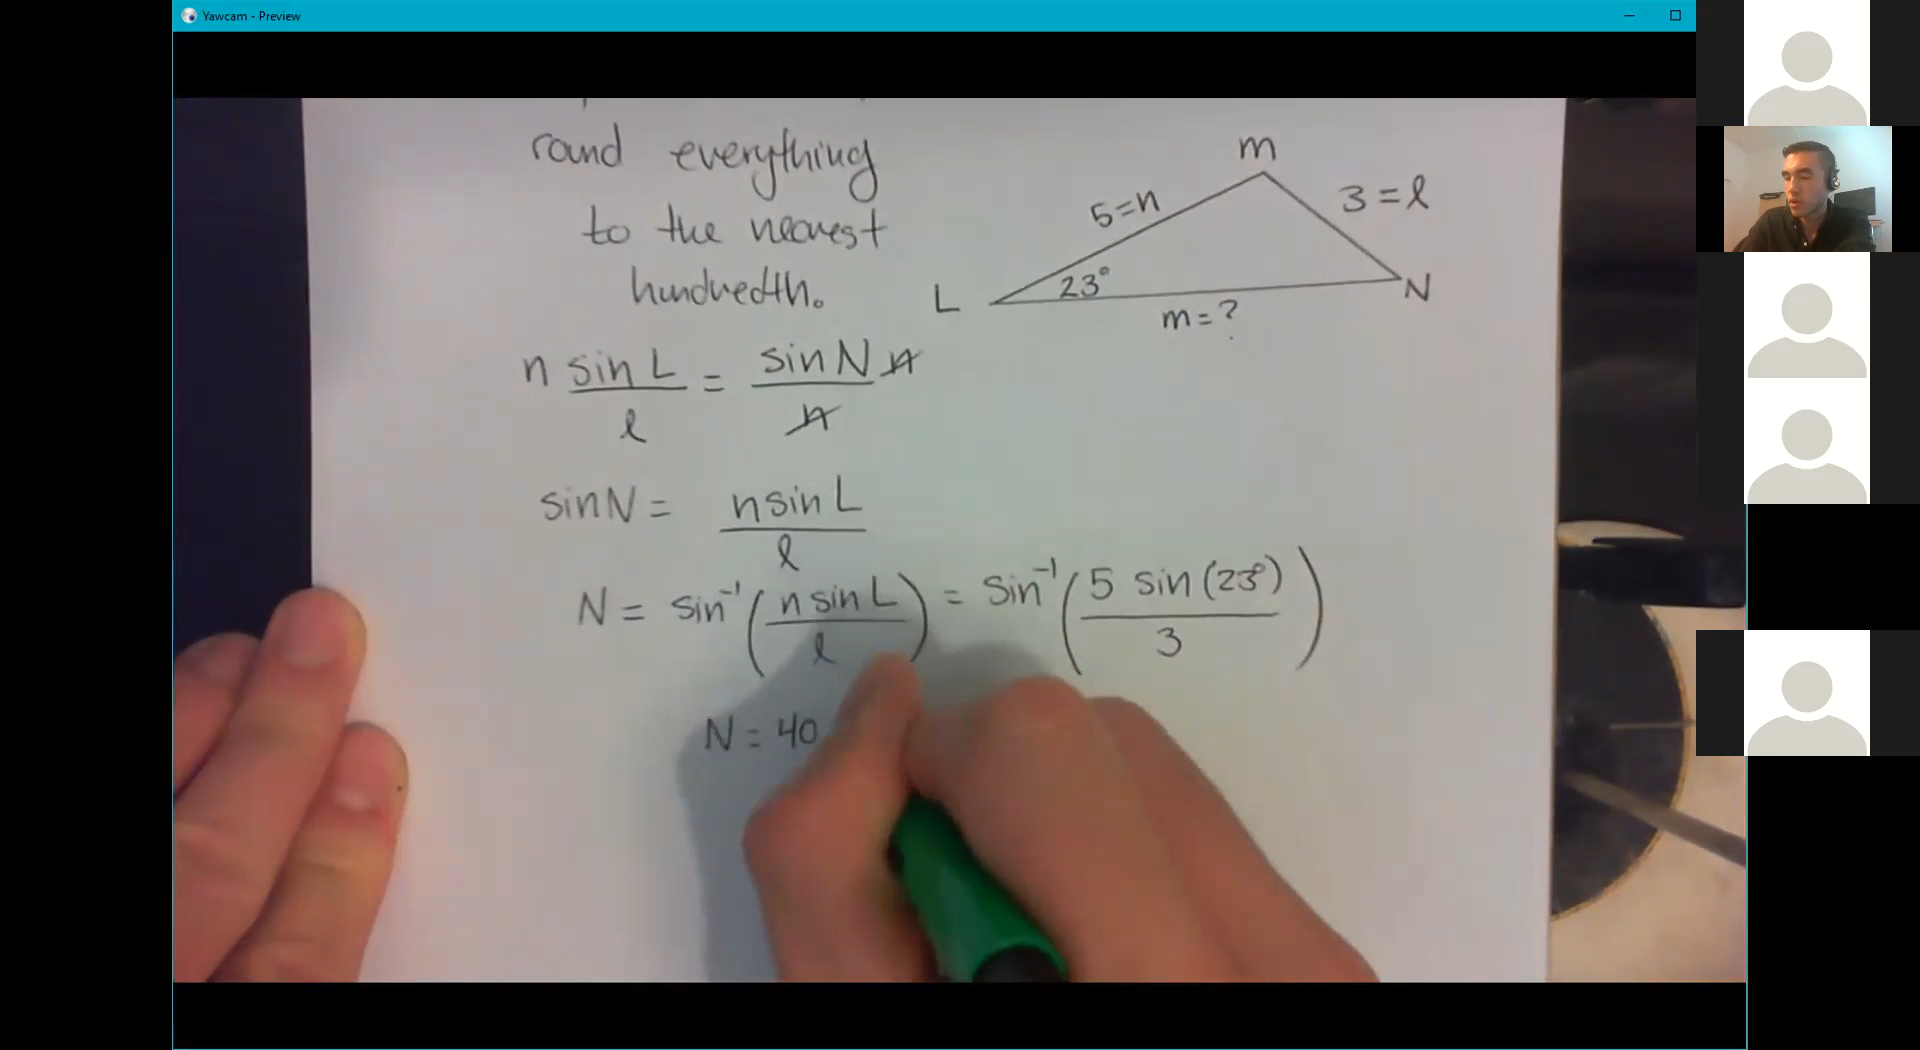 Yawcam - Preview
round everything
to the nearest
hundredth.
m
5=n
3=ℓ
L
23°
N
m=?
n sin L / ℓ = sin N n / n
sin N = n sin L / ℓ
N = sin⁻¹ ( n sin L / ℓ ) = sin⁻¹ ( 5 sin (23°) / 3 )
N = 40